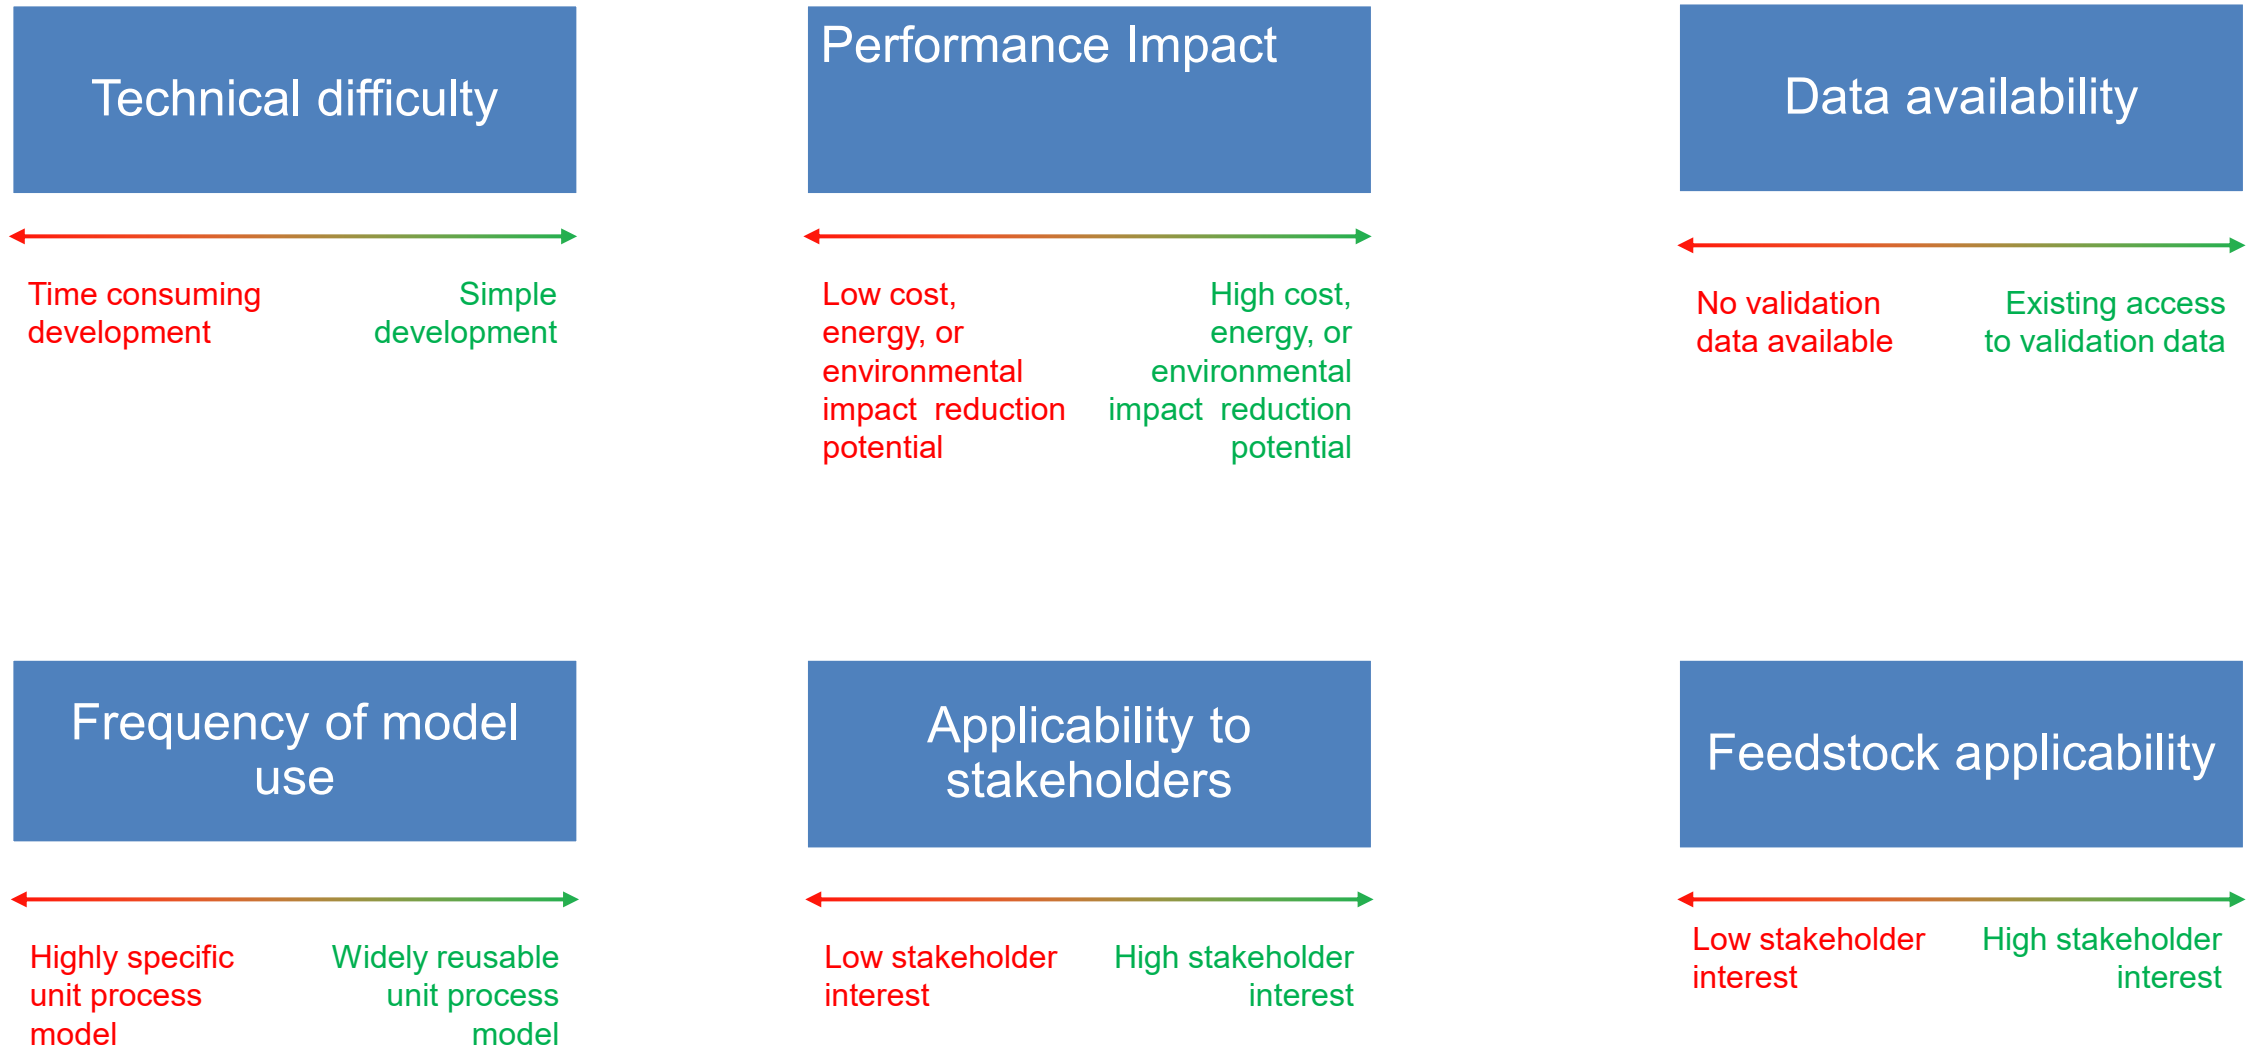 Technical difficulty
Time consuming
development
Simple
development
Performance Impact
Low cost,
energy, or
environmental
impact  reduction
potential
High cost,
energy, or
environmental
impact  reduction
potential
Data availability
No validation
data available
Existing access
to validation data
Frequency of model
use
Highly specific
unit process
model
Widely reusable
unit process
model
Applicability to
stakeholders
Low stakeholder
interest
High stakeholder
interest
Feedstock applicability
Low stakeholder
interest
High stakeholder
interest